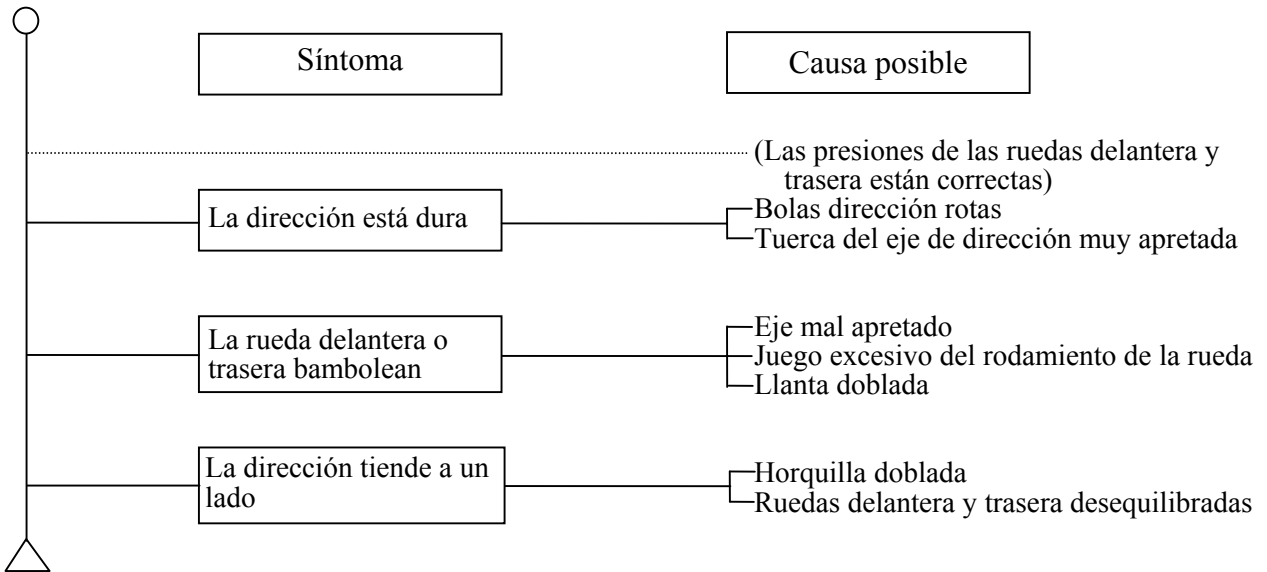 Síntoma
Causa posible
(Las presiones de las ruedas delantera y
trasera están correctas)
La dirección está dura
Bolas dirección rotas
Tuerca del eje de dirección muy apretada
La rueda delantera o
trasera bambolean
Eje mal apretado
Juego excesivo del rodamiento de la rueda
Llanta doblada
La dirección tiende a un
lado
Horquilla doblada
Ruedas delantera y trasera desequilibradas